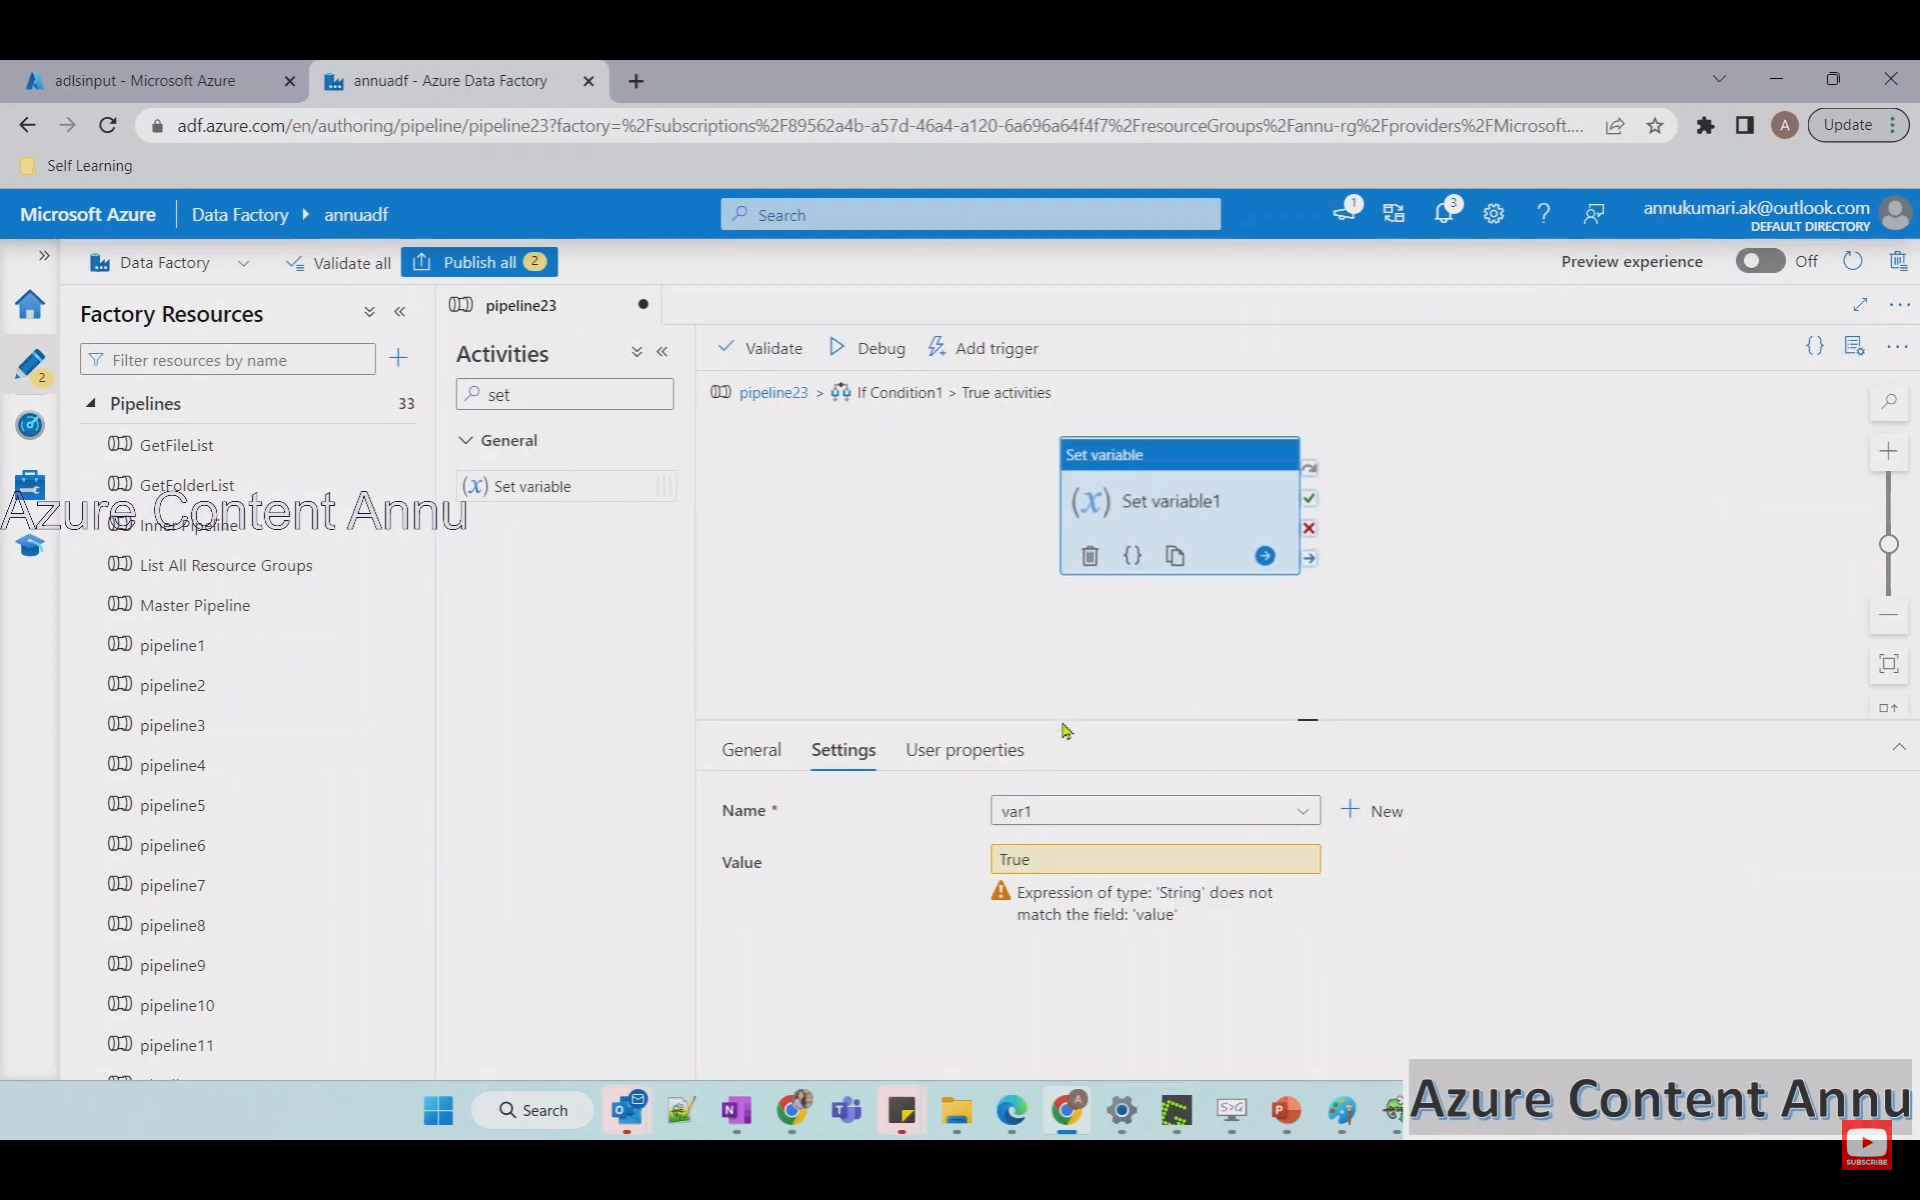 adlsinput - Microsoft Azure
annuadf - Azure Data Factory
adf.azure.com/en/authoring/pipeline/pipeline23?factory=%2Fsubscriptions%2F89562a4b-a57d-46a4-a120-6a696a64f4f7%2FresourceGroups%2Fannu-rg%2Fproviders%2FMicrosoft....
A
Update
Self Learning
Microsoft Azure
Data Factory
annuadf
Search
1
3
annukumari.ak@outlook.com
DEFAULT DIRECTORY
Data Factory
Validate all
Publish all 2
Preview experience
Off
2
Factory Resources
Filter resources by name
Pipelines 33
GetFileList
GetFolderList
Inner Pipeline
List All Resource Groups
Master Pipeline
pipeline1
pipeline2
pipeline3
pipeline4
pipeline5
pipeline6
pipeline7
pipeline8
pipeline9
pipeline10
pipeline11
Azure Content Annu
pipeline23
Activities
set
General
(x) Set variable
Validate
Debug
Add trigger
pipeline23 > If Condition1 > True activities
Set variable
(x) Set variable1
General
Settings
User properties
Name *
var1
New
Value
True
Expression of type: 'String' does not
match the field: 'value'
Search
Azure Content Annu
SUBSCRIBE